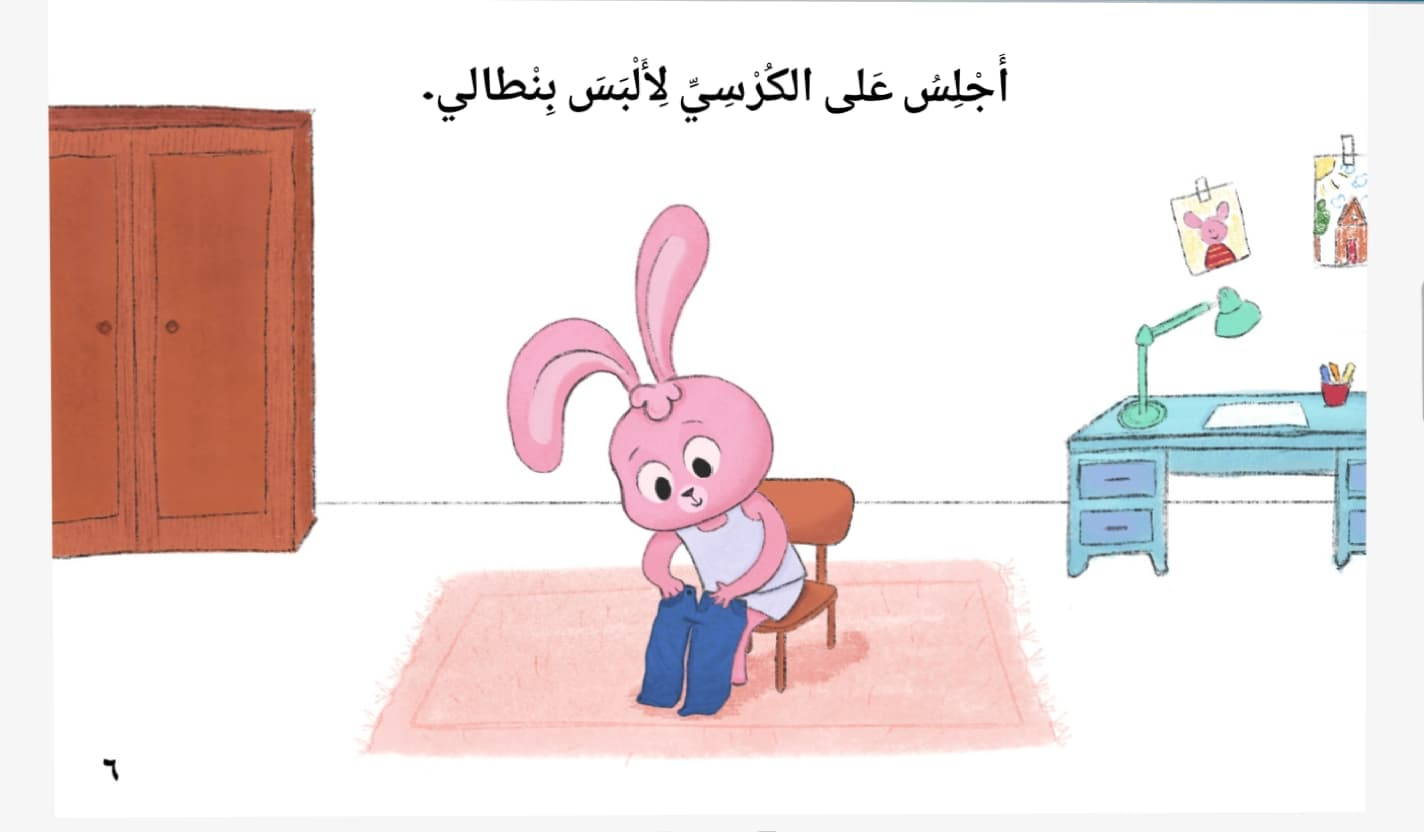 أَجْلِسُ عَلى الكُرْسِيِّ لِأَلْبَسَ بِنْطالي.
٦